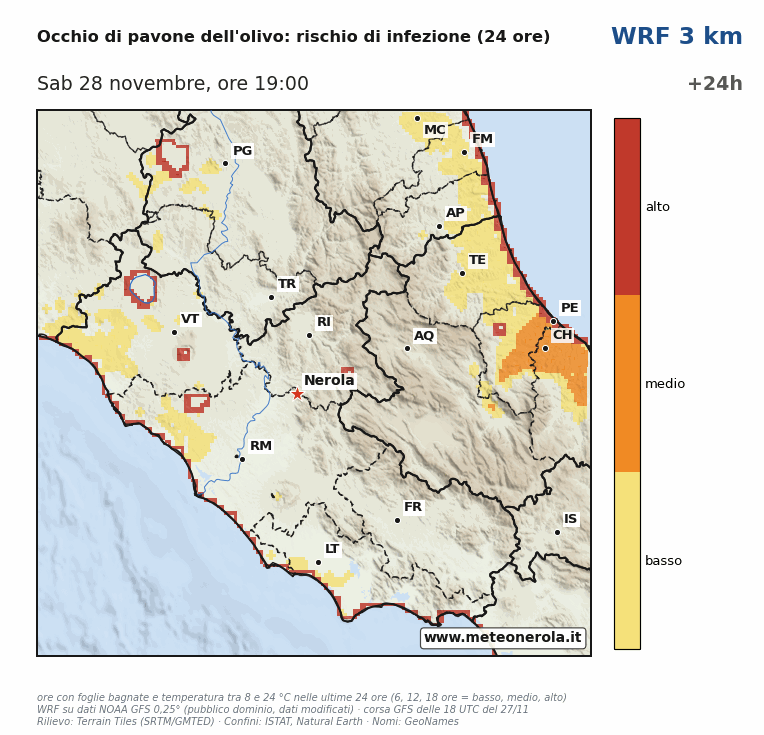 Occhio di pavone dell'olivo: rischio di infezione (24 ore)
WRF 3 km
Sab 28 novembre, ore 19:00
+24h
MC
FM
PG
AP
TE
TR
PE
VT
RI
AQ
CH
Nerola
RM
FR
IS
LT
www.meteonerola.it
alto
medio
basso
ore con foglie bagnate e temperatura tra 8 e 24 °C nelle ultime 24 ore (6, 12, 18 ore = basso, medio, alto)
WRF su dati NOAA GFS 0,25° (pubblico dominio, dati modificati) · corsa GFS delle 18 UTC del 27/11
Rilievo: Terrain Tiles (SRTM/GMTED) · Confini: ISTAT, Natural Earth · Nomi: GeoNames